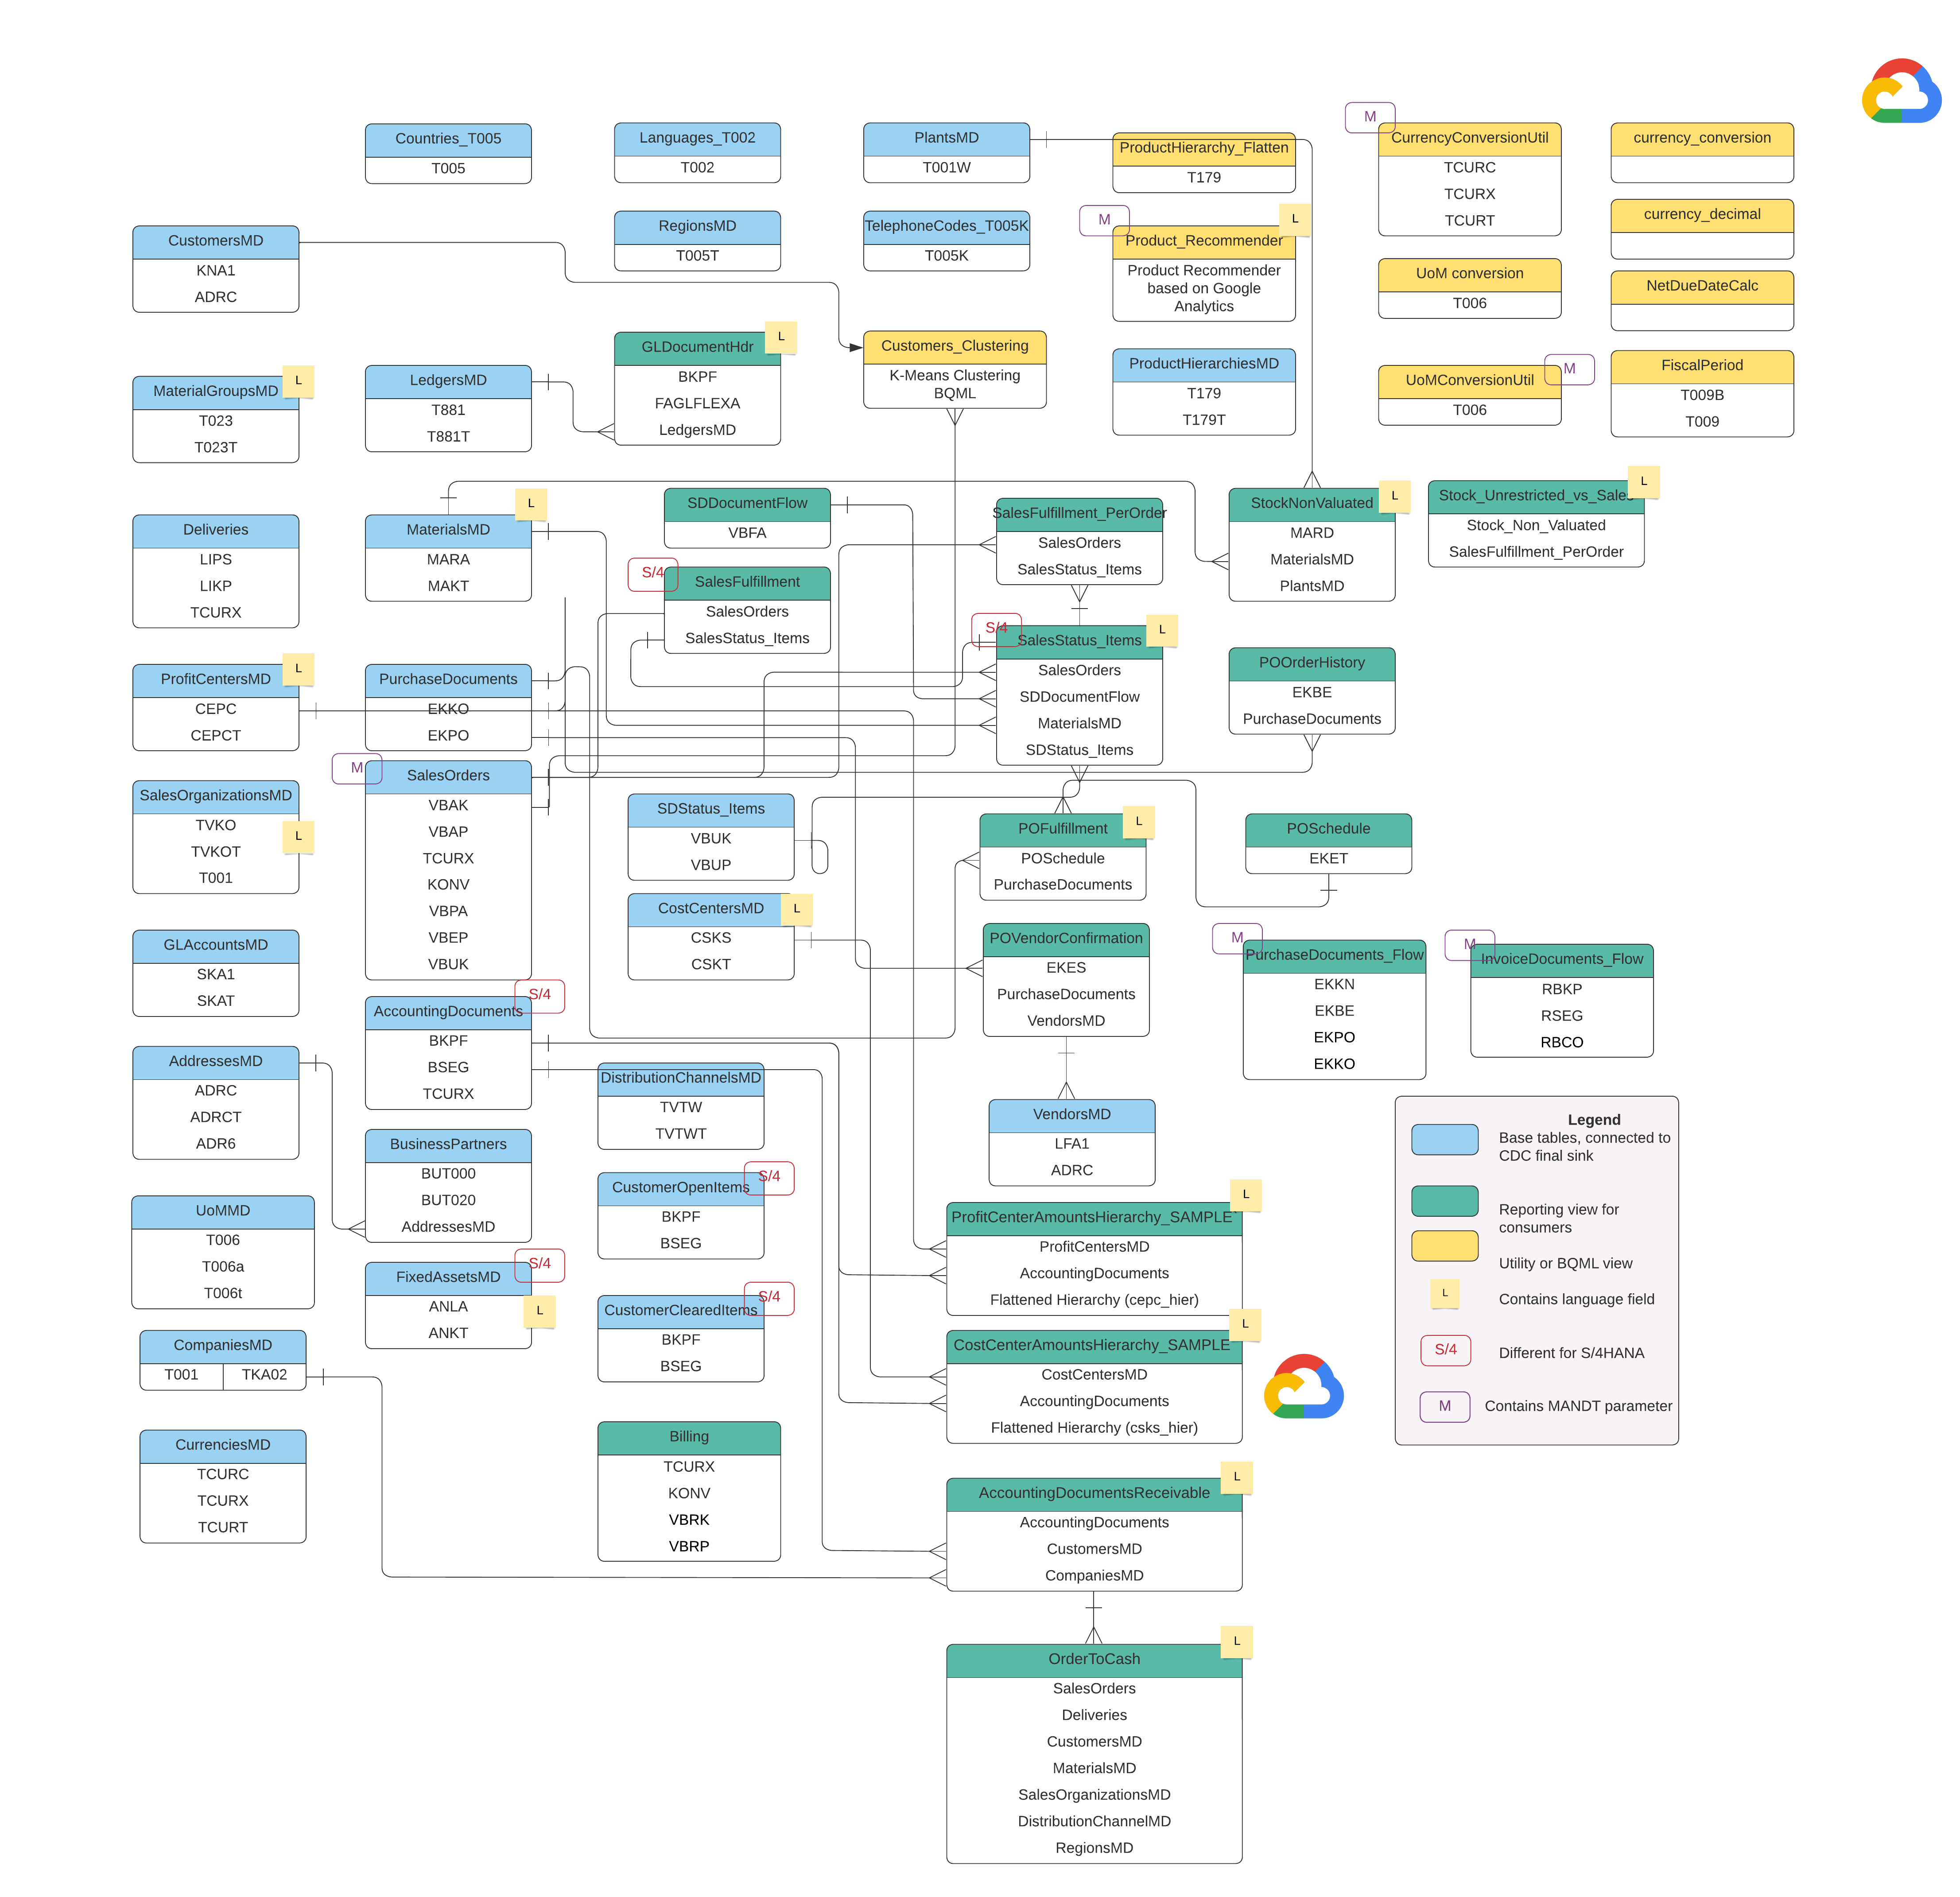 Countries_T005
T005
Languages_T002
T002
PlantsMD
T001W
ProductHierarchy_Flatten
T179
M
CurrencyConversionUtil
TCURC
TCURX
TCURT
currency_conversion
currency_decimal
CustomersMD
KNA1
ADRC
RegionsMD
T005T
TelephoneCodes_T005K
T005K
M
L
Product_Recommender
Product Recommender
based on Google
Analytics
UoM conversion
T006
NetDueDateCalc
L
GLDocumentHdr
BKPF
FAGLFLEXA
LedgersMD
Customers_Clustering
K-Means Clustering
BQML
ProductHierarchiesMD
T179
T179T
M
UoMConversionUtil
T006
FiscalPeriod
T009B
T009
L
MaterialGroupsMD
T023
T023T
LedgersMD
T881
T881T
Deliveries
LIPS
LIKP
TCURX
L
MaterialsMD
MARA
MAKT
SDDocumentFlow
VBFA
SalesFulfillment_PerOrder
SalesOrders
SalesStatus_Items
L
StockNonValuated
MARD
MaterialsMD
PlantsMD
L
Stock_Unrestricted_vs_Sales
Stock_Non_Valuated
SalesFulfillment_PerOrder
S/4
SalesFulfillment
SalesOrders
SalesStatus_Items
S/4
L
SalesStatus_Items
SalesOrders
SDDocumentFlow
MaterialsMD
SDStatus_Items
POOrderHistory
EKBE
PurchaseDocuments
L
ProfitCentersMD
CEPC
CEPCT
PurchaseDocuments
EKKO
EKPO
M
SalesOrders
VBAK
VBAP
TCURX
KONV
VBPA
VBEP
VBUK
SalesOrganizationsMD
TVKO
TVKOT
T001
L
SDStatus_Items
VBUK
VBUP
L
POFulfillment
POSchedule
PurchaseDocuments
POSchedule
EKET
L
CostCentersMD
CSKS
CSKT
POVendorConfirmation
EKES
PurchaseDocuments
VendorsMD
M
PurchaseDocuments_Flow
EKKN
EKBE
EKPO
EKKO
M
InvoiceDocuments_Flow
RBKP
RSEG
RBCO
GLAccountsMD
SKA1
SKAT
S/4
AccountingDocuments
BKPF
BSEG
TCURX
AddressesMD
ADRC
ADRCT
ADR6
DistributionChannelsMD
TVTW
TVTWT
VendorsMD
LFA1
ADRC
BusinessPartners
BUT000
BUT020
AddressesMD
S/4
CustomerOpenItems
BKPF
BSEG
UoMMD
T006
T006a
T006t
S/4
FixedAssetsMD
ANLA
ANKT
L
S/4
CustomerClearedItems
BKPF
BSEG
L
ProfitCenterAmountsHierarchy_SAMPLE
ProfitCentersMD
AccountingDocuments
Flattened Hierarchy (cepc_hier)
L
CostCenterAmountsHierarchy_SAMPLE
CostCentersMD
AccountingDocuments
Flattened Hierarchy (csks_hier)
CompaniesMD
T001 TKA02
CurrenciesMD
TCURC
TCURX
TCURT
Billing
TCURX
KONV
VBRK
VBRP
L
AccountingDocumentsReceivable
AccountingDocuments
CustomersMD
CompaniesMD
L
OrderToCash
SalesOrders
Deliveries
CustomersMD
MaterialsMD
SalesOrganizationsMD
DistributionChannelMD
RegionsMD
Legend
Base tables, connected to
CDC final sink
Reporting view for
consumers
Utility or BQML view
L
Contains language field
S/4
Different for S/4HANA
M
Contains MANDT parameter